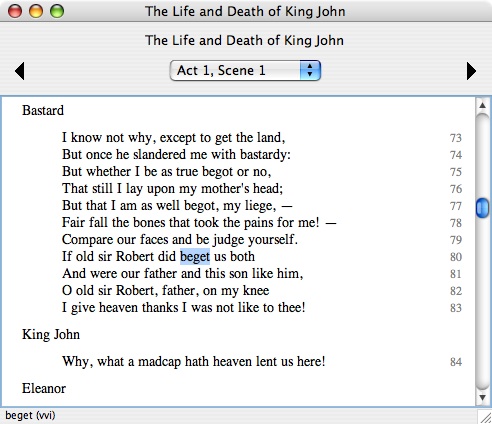 The Life and Death of King John
The Life and Death of King John
Act 1, Scene 1
Bastard
I know not why, except to get the land, 73
But once he slandered me with bastardy: 74
But whether I be as true begot or no, 75
That still I lay upon my mother's head; 76
But that I am as well begot, my liege, — 77
Fair fall the bones that took the pains for me! — 78
Compare our faces and be judge yourself. 79
If old sir Robert did beget us both 80
And were our father and this son like him, 81
O old sir Robert, father, on my knee 82
I give heaven thanks I was not like to thee! 83
King John
Why, what a madcap hath heaven lent us here! 84
Eleanor
beget (vvi)